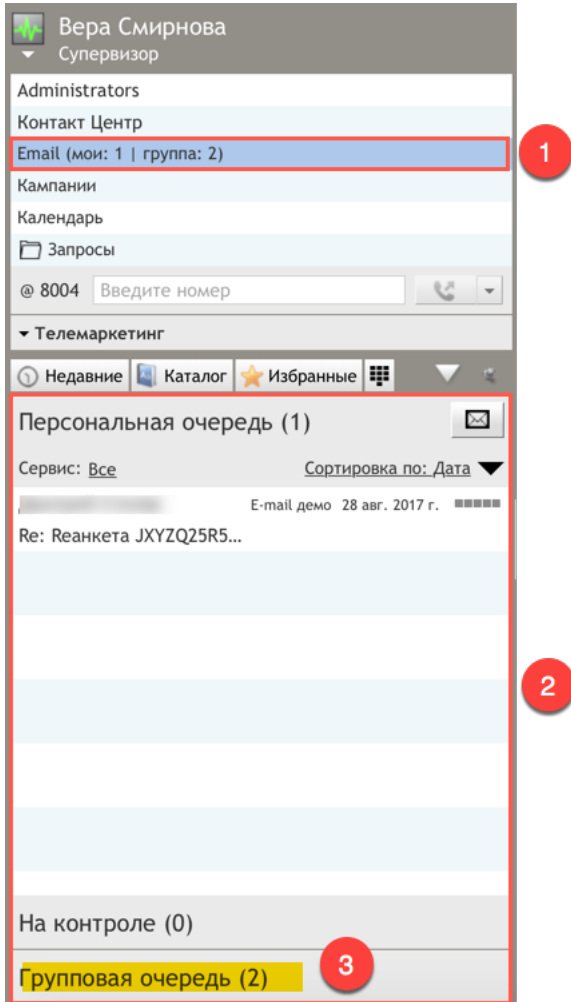 Вера Смирнова
Супервизор
Administrators
Контакт Центр
Email (мои: 1 | группа: 2)
1
Кампании
Календарь
Запросы
@ 8004 Введите номер
Телемаркетинг
Недавние Каталог Избранные
Персональная очередь (1)
Сервис: Все Сортировка по: Дата
E-mail демо 28 авг. 2017 г.
Re: Reанкета JXYZQ25R5...
2
На контроле (0)
3
Групповая очередь (2)